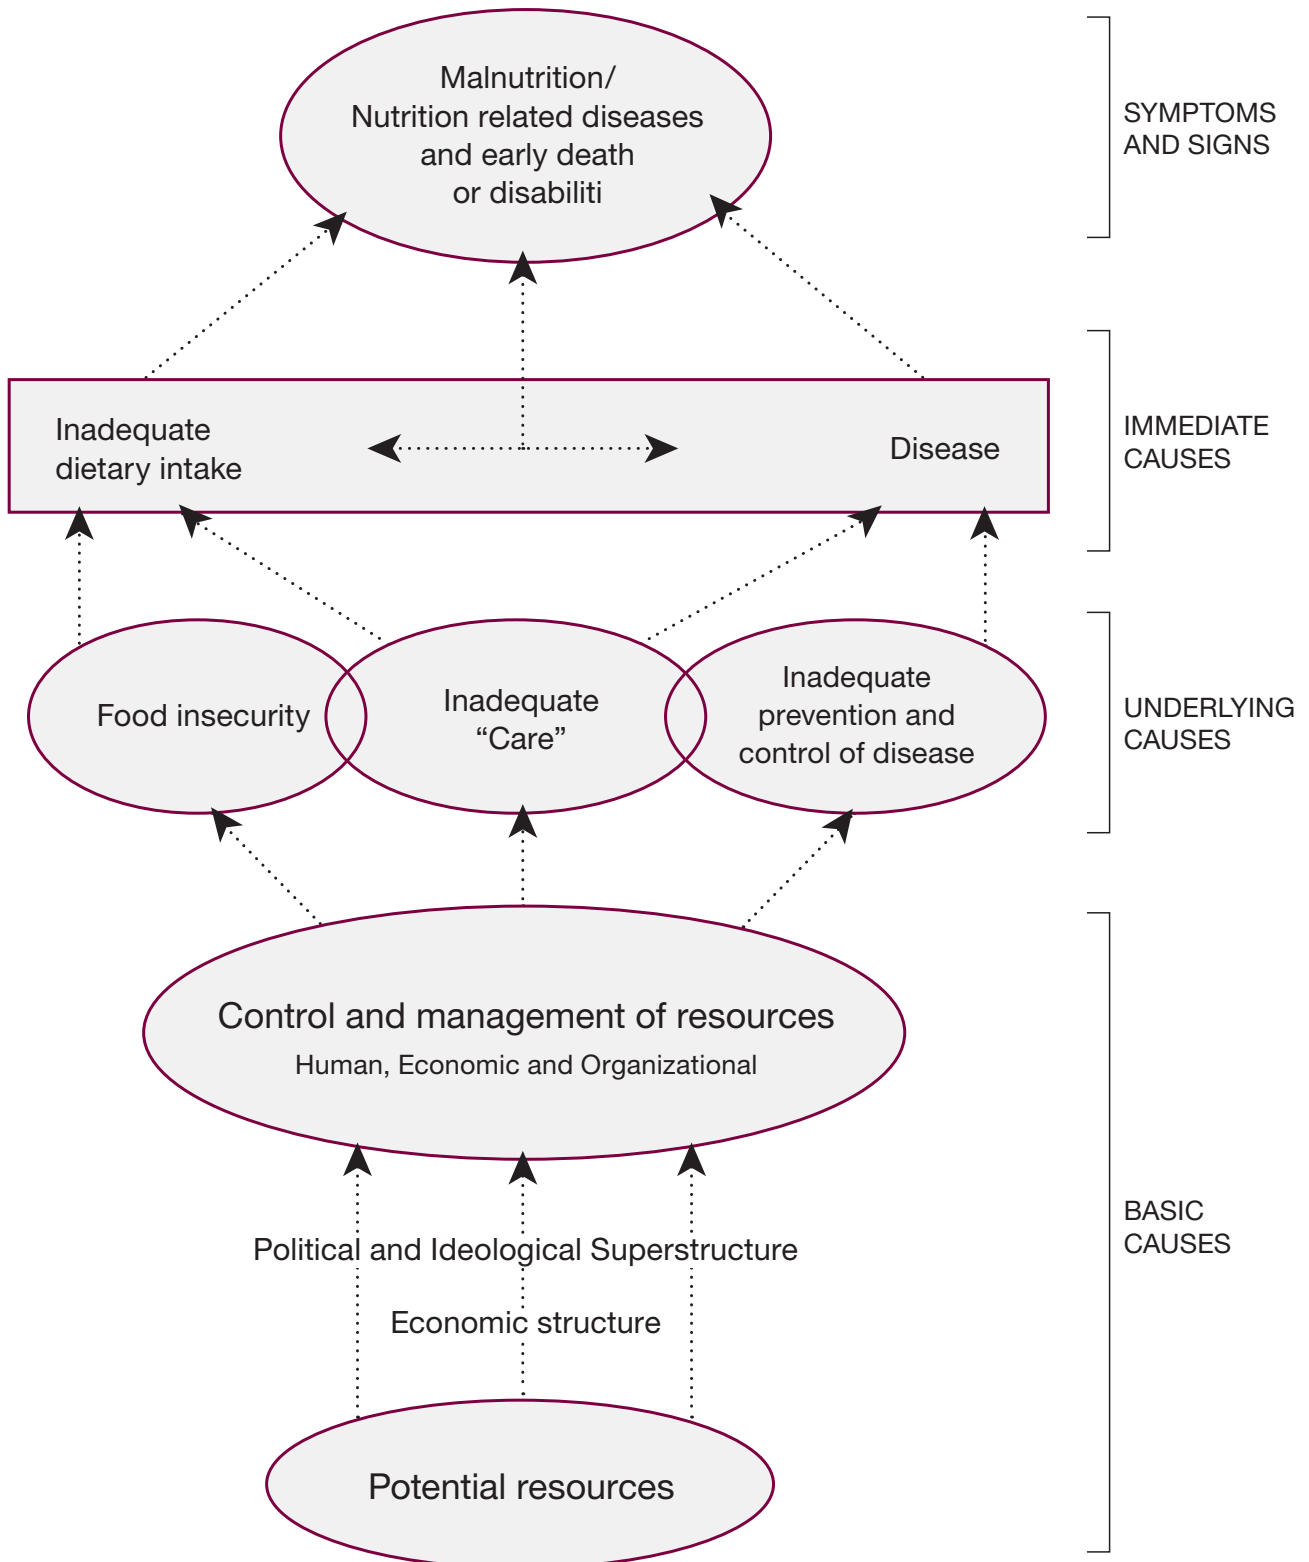 Malnutrition/
Nutrition related diseases
and early death
or disabiliti
SYMPTOMS
AND SIGNS
Inadequate
dietary intake
Disease
IMMEDIATE
CAUSES
Food insecurity
Inadequate
“Care”
Inadequate
prevention and
control of disease
UNDERLYING
CAUSES
Control and management of resources
Human, Economic and Organizational
Political and Ideological Superstructure
Economic structure
BASIC
CAUSES
Potential resources